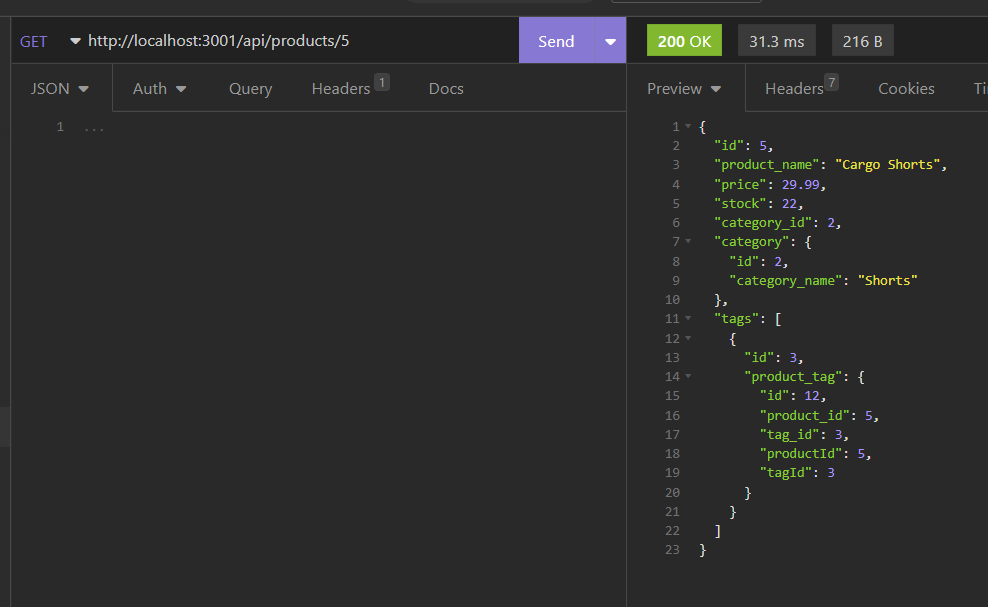 GET http://localhost:3001/api/products/5 Send 200 OK 31.3 ms 216 B
JSON Auth Query Headers 1 Docs Preview Headers 7 Cookies
1 ...
1 {
2 "id": 5,
3 "product_name": "Cargo Shorts",
4 "price": 29.99,
5 "stock": 22,
6 "category_id": 2,
7 "category": {
8 "id": 2,
9 "category_name": "Shorts"
10 },
11 "tags": [
12 {
13 "id": 3,
14 "product_tag": {
15 "id": 12,
16 "product_id": 5,
17 "tag_id": 3,
18 "productId": 5,
19 "tagId": 3
20 }
21 }
22 ]
23 }